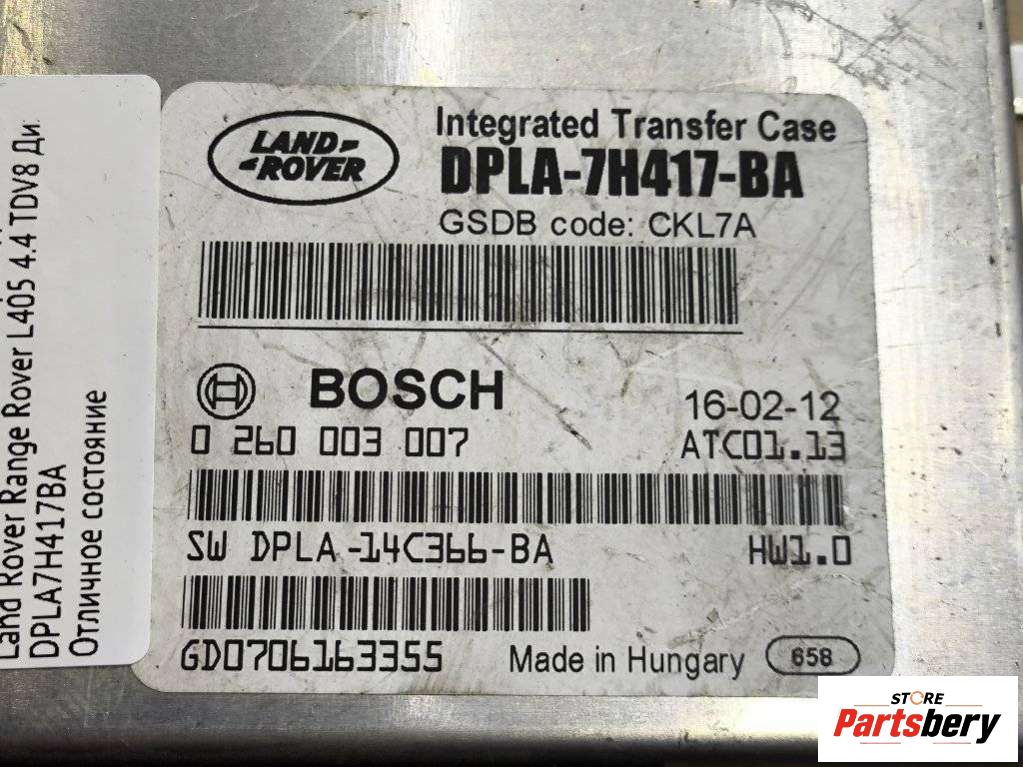 Land Rover Range Rover L405 4.4 TDV8 Ди
DPLA7H417BA
Отличное состояние
LAND-
-ROVER
Integrated Transfer Case
DPLA-7H417-BA
GSDB code: CKL7A
BOSCH
16-02-12
0 260 003 007
ATC01.13
SW DPLA-14C366-BA
HW1.0
GD0706163355
Made in Hungary
658
STORE
Partsbery